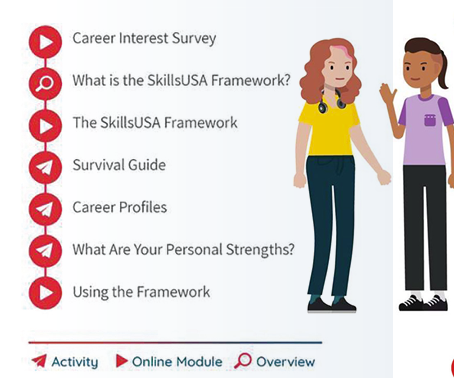 Career Interest Survey
What is the SkillsUSA Framework?
The SkillsUSA Framework
Survival Guide
Career Profiles
What Are Your Personal Strengths?
Using the Framework
Activity Online Module Overview